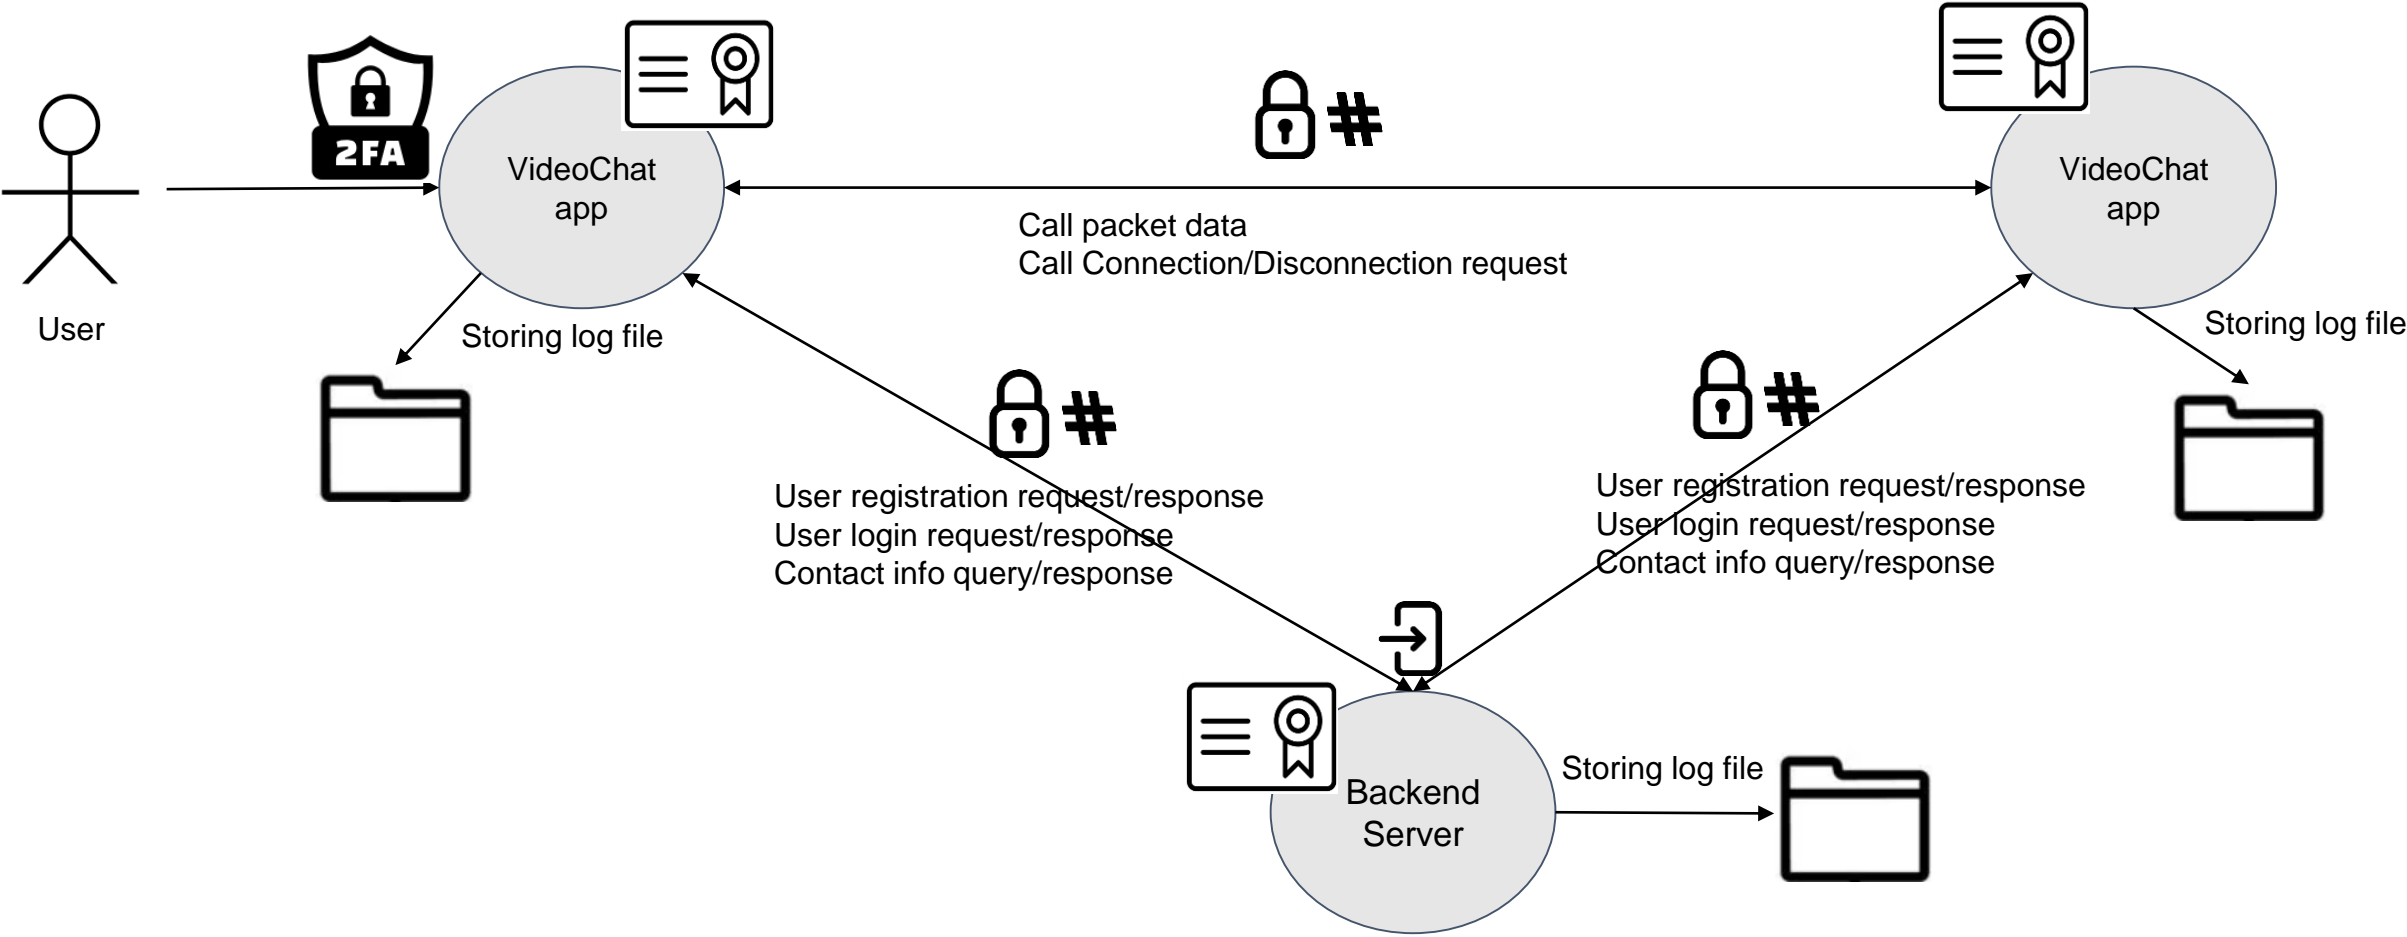 2FA
VideoChat
app
VideoChat
app
Call packet data
Call Connection/Disconnection request
User
Storing log file
Storing log file
User registration request/response
User login request/response
Contact info query/response
User registration request/response
User login request/response
Contact info query/response
Backend
Server
Storing log file